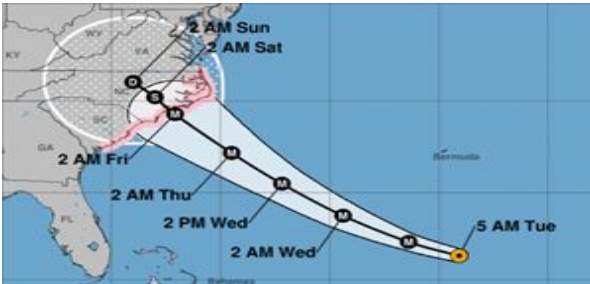 2 AM Sun
2 AM Sat
WV
VA
KY
D
S
NC
M
SC
GA
2 AM Fri
M
Bermuda
2 AM Thu
M
2 PM Wed
FL
M
5 AM Tue
2 AM Wed
M
Bahamas